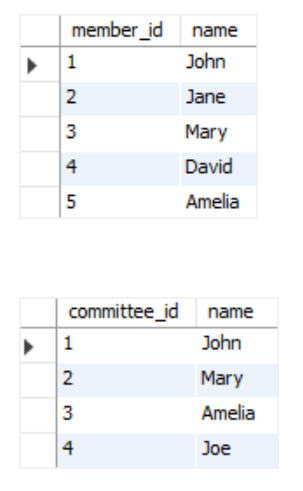 member_id name
1 John
2 Jane
3 Mary
4 David
5 Amelia
committee_id name
1 John
2 Mary
3 Amelia
4 Joe